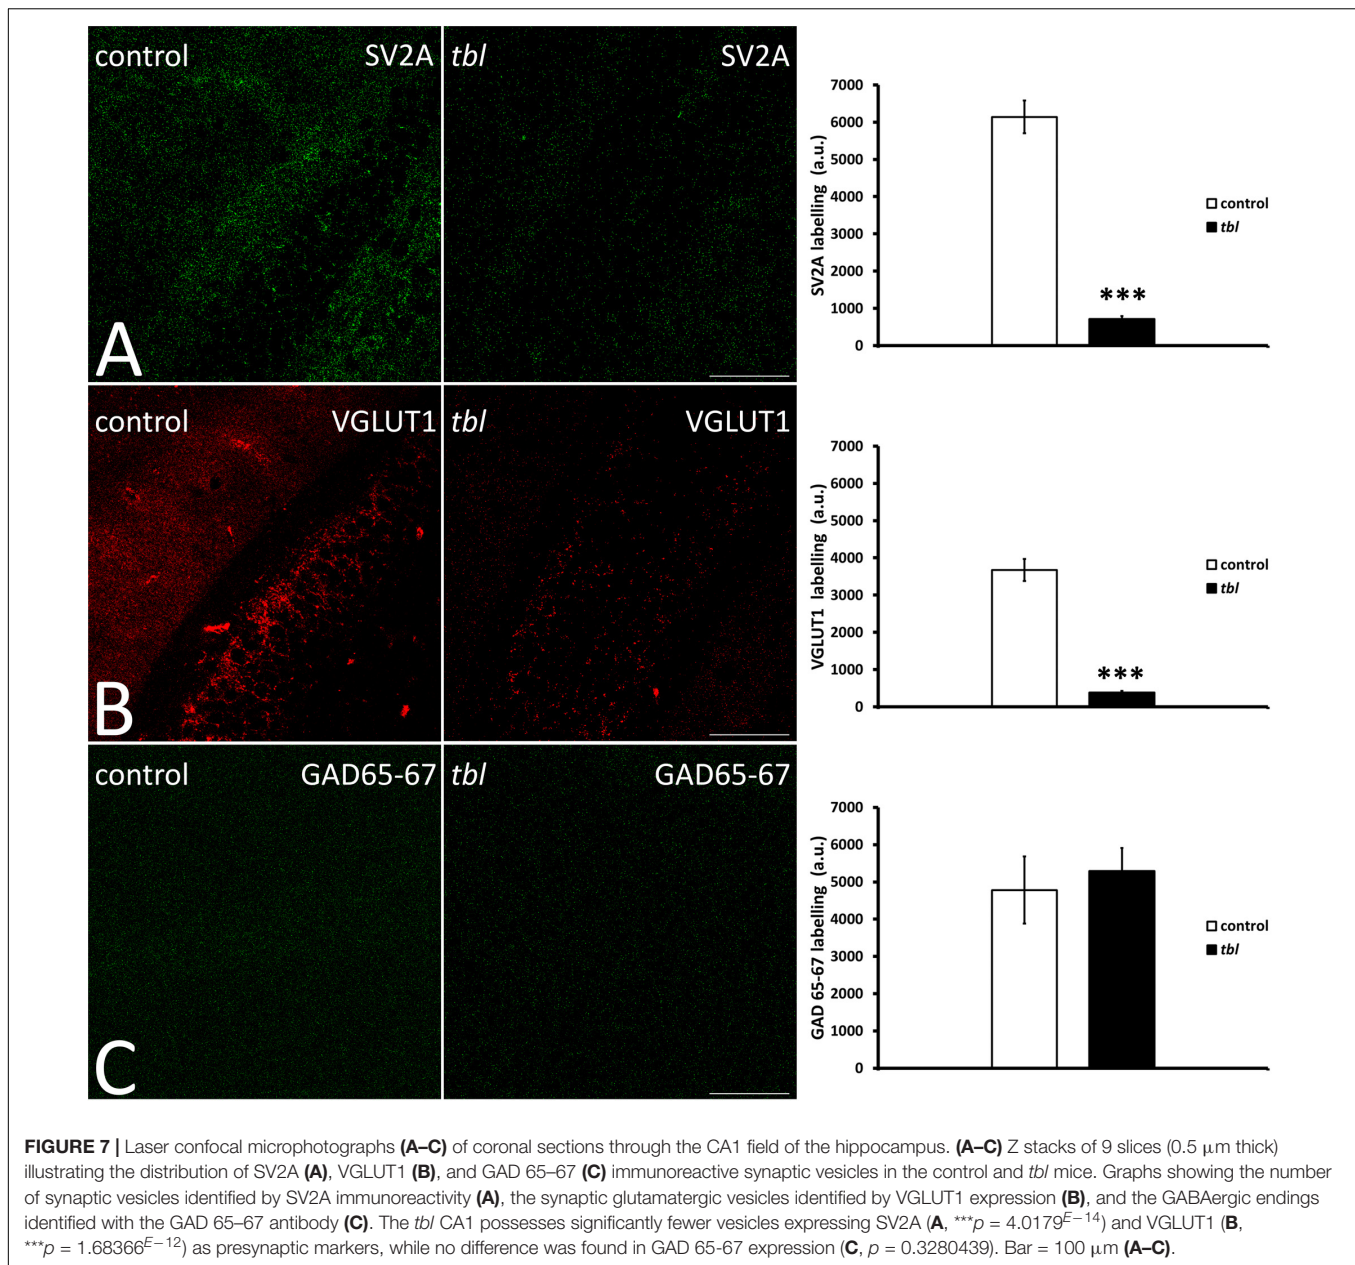 control SV2A
tbl SV2A
A
control VGLUT1
tbl VGLUT1
B
control GAD65-67
tbl GAD65-67
C
SV2A labelling (a.u.)
7000
6000
5000
4000
3000
2000
1000
0
***
control
tbl
VGLUT1 labelling (a.u.)
7000
6000
5000
4000
3000
2000
1000
0
***
control
tbl
GAD 65-67 labelling (a.u.)
7000
6000
5000
4000
3000
2000
1000
0
control
tbl
FIGURE 7 | Laser confocal microphotographs (A–C) of coronal sections through the CA1 field of the hippocampus. (A–C) Z stacks of 9 slices (0.5 μm thick)
illustrating the distribution of SV2A (A), VGLUT1 (B), and GAD 65–67 (C) immunoreactive synaptic vesicles in the control and tbl mice. Graphs showing the number
of synaptic vesicles identified by SV2A immunoreactivity (A), the synaptic glutamatergic vesicles identified by VGLUT1 expression (B), and the GABAergic endings
identified with the GAD 65–67 antibody (C). The tbl CA1 possesses significantly fewer vesicles expressing SV2A (A, ***p = 4.0179E−14) and VGLUT1 (B,
***p = 1.68366E−12) as presynaptic markers, while no difference was found in GAD 65-67 expression (C, p = 0.3280439). Bar = 100 μm (A–C).